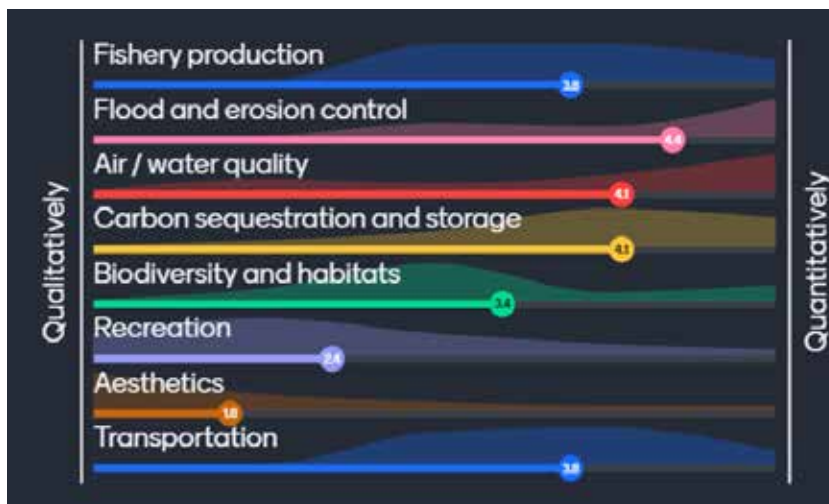 Fishery production
3.8
Flood and erosion control
4.4
Air / water quality
4.1
Carbon sequestration and storage
4.1
Biodiversity and habitats
3.4
Recreation
2.4
Aesthetics
1.8
Transportation
3.8
Qualitatively
Quantitatively